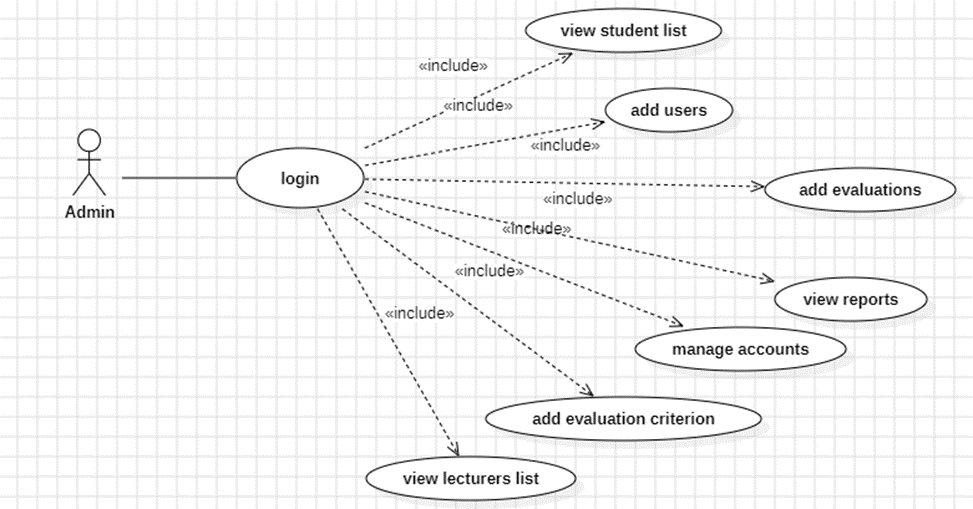 view student list
«include»
«include»
add users
«include»
login
add evaluations
«include»
Admin
«include»
«include»
view reports
«include»
manage accounts
add evaluation criterion
view lecturers list